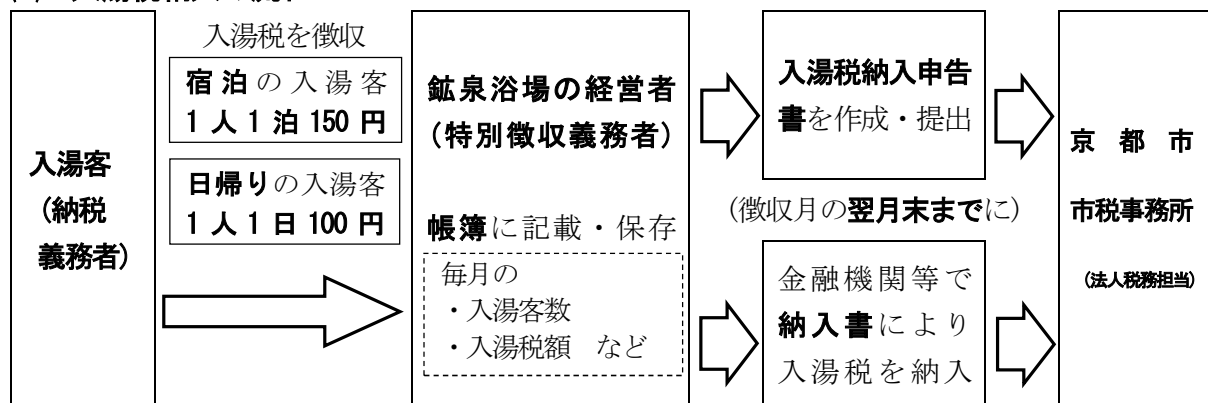 入湯客
(納税
義務者)
入湯税を徴収
宿泊の入湯客
1人1泊150円
日帰りの入湯客
1人1日100円
鉱泉浴場の経営者
(特別徴収義務者)
帳簿に記載・保存
毎月の
・入湯客数
・入湯税額　など
入湯税納入申告
書を作成・提出
(徴収月の翌月末までに)
金融機関等で
納入書により
入湯税を納入
京都市
市税事務所
(法人税務担当)